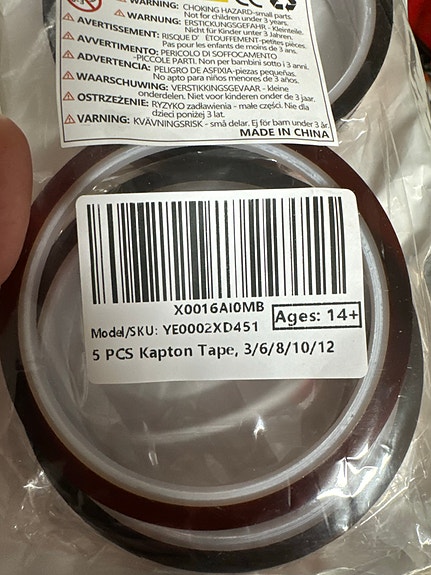 WARNING: CHOKING HAZARD-small parts.
Not for children under 3 years.
WARNUNG: ERSTICKUNGSGEFAHR - Kleinteile.
Nicht für Kinder unter 3 Jahren.
AVERTISSEMENT: RISQUE D' ÉTOUFFEMENT-petites pièces.
Pas pour les enfants de moins de 3 ans.
AVVERTIMENTO: PERICOLO DI SOFFOCAMENTO
-PICCOLE PARTI. Non per bambini sotto i 3 anni.
ADVERTENCIA: PELIGRO DE ASFIXIA-piezas pequeñas.
No apto para niños menores de 3 años.
WAARSCHUWING: VERSTIKKINGSGEVAAR - kleine
onderdelen. Niet voor kinderen onder de 3 jaar.
OSTRZEŻENIE: RYZYKO zadławienia - małe części. Nie dla
dzieci poniżej 3 lat.
VARNING: KVÄVNINGSRISK - små delar. Ej för barn under 3 år.
MADE IN CHINA
X0016AI0MB
Model/SKU: YE0002XD451
Ages: 14+
5 PCS Kapton Tape, 3/6/8/10/12